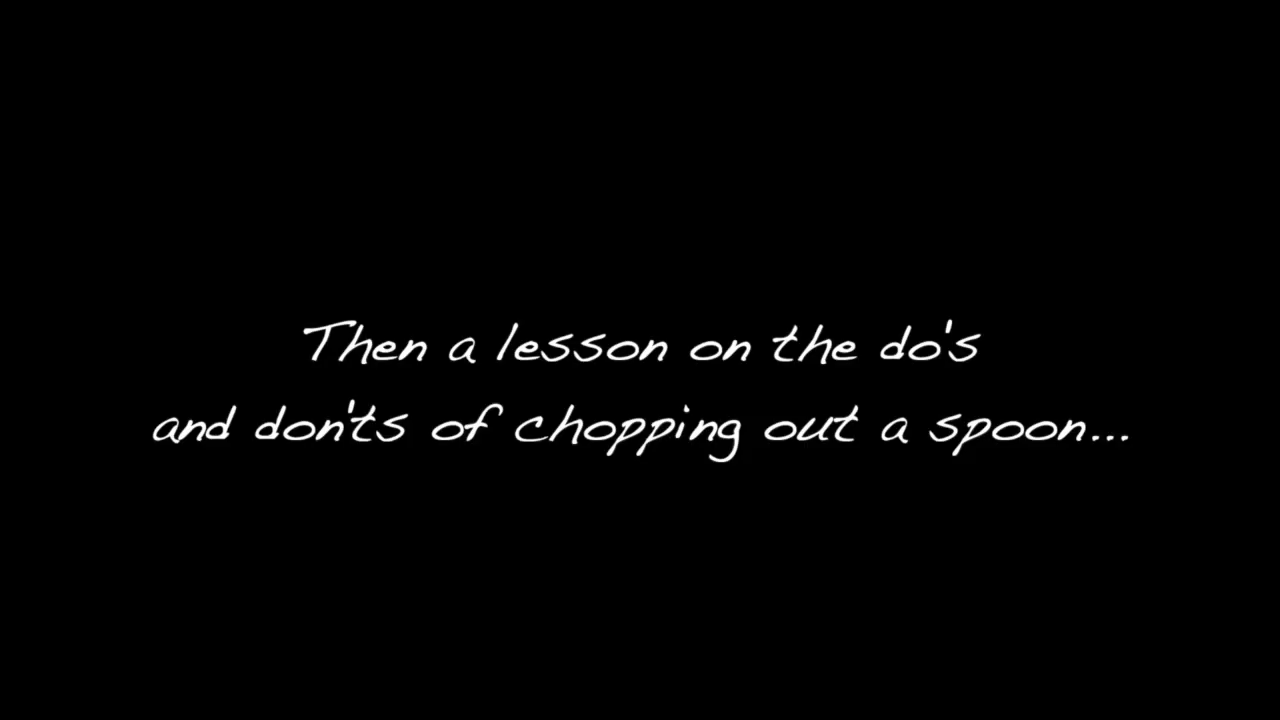 Then a lesson on the do's
and don'ts of chopping out a spoon...